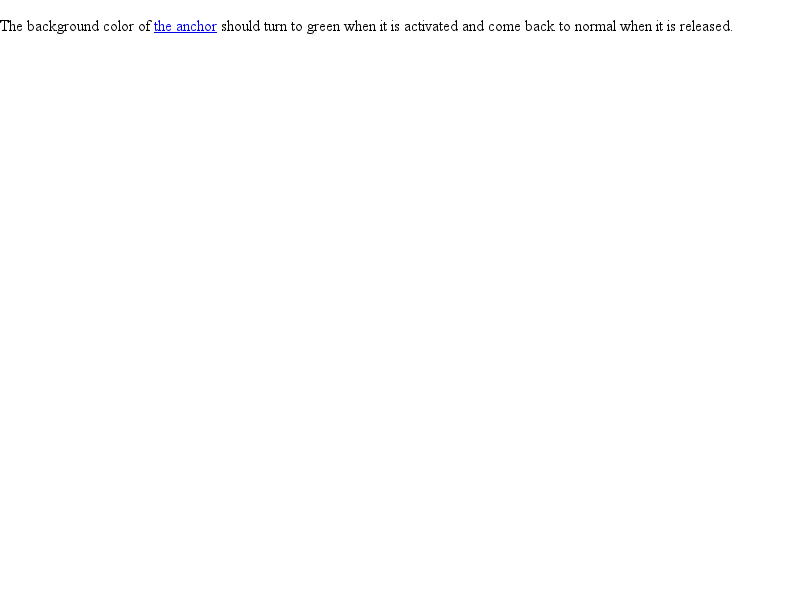 The background color of the anchor should turn to green when it is activated and come back to normal when it is released.